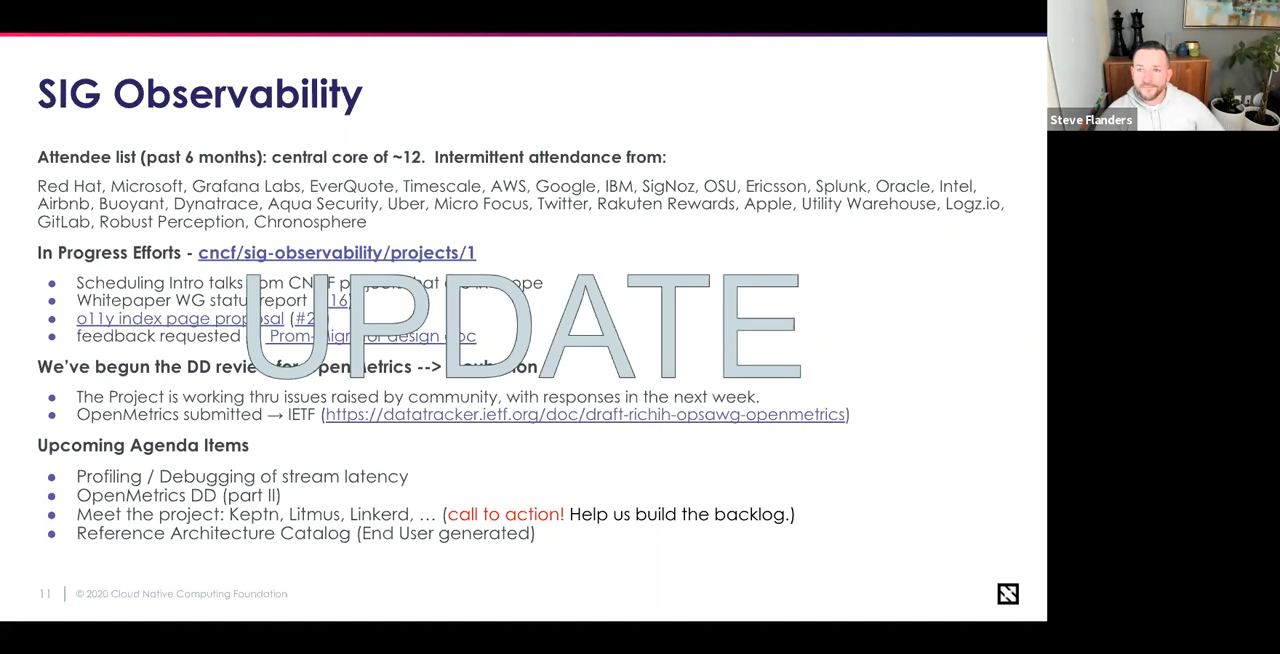 SIG Observability
Steve Flanders
Attendee list (past 6 months): central core of ~12. Intermittent attendance from:
Red Hat, Microsoft, Grafana Labs, EverQuote, Timescale, AWS, Google, IBM, SigNoz, OSU, Ericsson, Splunk, Oracle, Intel,
Airbnb, Buoyant, Dynatrace, Aqua Security, Uber, Micro Focus, Twitter, Rakuten Rewards, Apple, Utility Warehouse, Logz.io,
GitLab, Robust Perception, Chronosphere
In Progress Efforts - cncf/sig-observability/projects/1
● Scheduling Intro talks
● Whitepaper WG status report
● o11y index page proposal
● feedback requested design doc
UPDATE
We've begun the DD review for -->
● The Project is working thru issues raised by community, with responses in the next week.
● OpenMetrics submitted → IETF (https://datatracker.ietf.org/doc/draft-richih-opsawg-openmetrics)
Upcoming Agenda Items
● Profiling / Debugging of stream latency
● OpenMetrics DD (part II)
● Meet the project: Keptn, Litmus, Linkerd, … (call to action! Help us build the backlog.)
● Reference Architecture Catalog (End User generated)
11 © 2020 Cloud Native Computing Foundation